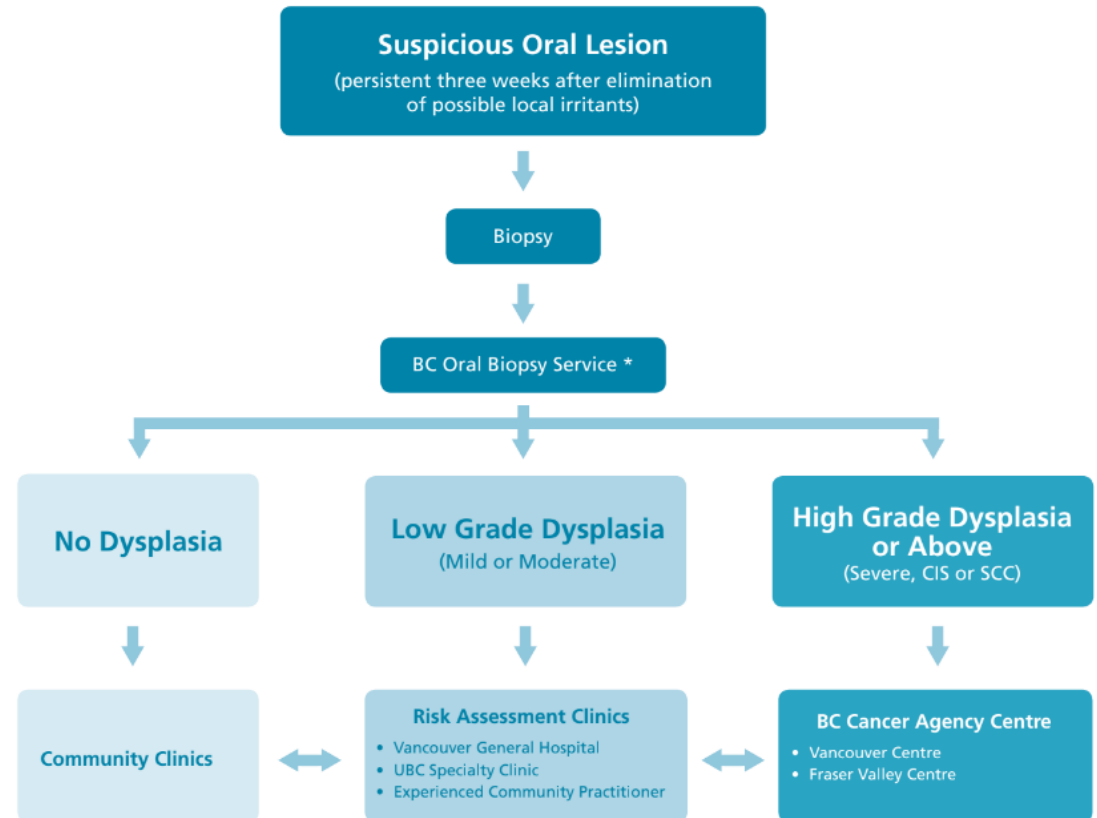 Suspicious Oral Lesion
(persistent three weeks after elimination
of possible local irritants)
Biopsy
BC Oral Biopsy Service *
No Dysplasia
Low Grade Dysplasia
(Mild or Moderate)
High Grade Dysplasia
or Above
(Severe, CIS or SCC)
Community Clinics
Risk Assessment Clinics
• Vancouver General Hospital
• UBC Specialty Clinic
• Experienced Community Practitioner
BC Cancer Agency Centre
• Vancouver Centre
• Fraser Valley Centre